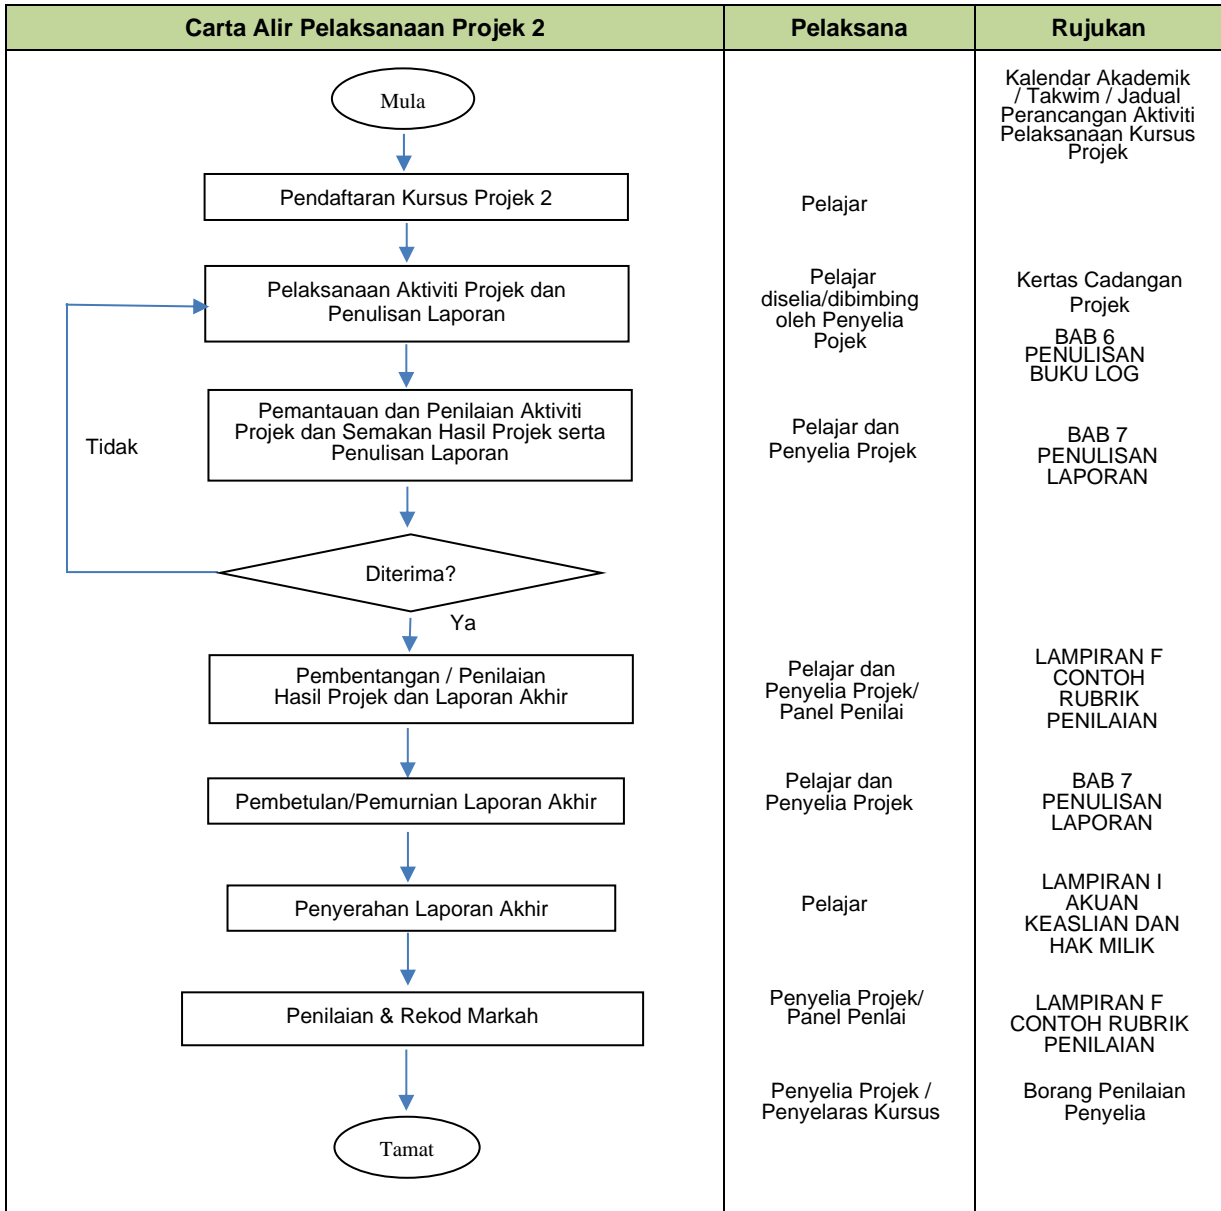 Carta Alir Pelaksanaan Projek 2
Pelaksana
Rujukan
Mula
Kalendar Akademik
/ Takwim / Jadual
Perancangan Aktiviti
Pelaksanaan Kursus
Projek
Pendaftaran Kursus Projek 2
Pelajar
Pelaksanaan Aktiviti Projek dan
Penulisan Laporan
Pelajar
diselia/dibimbing
oleh Penyelia
Pojek
Kertas Cadangan
Projek
BAB 6
PENULISAN
BUKU LOG
Tidak
Pemantauan dan Penilaian Aktiviti
Projek dan Semakan Hasil Projek serta
Penulisan Laporan
Pelajar dan
Penyelia Projek
BAB 7
PENULISAN
LAPORAN
Diterima?
Ya
Pembentangan / Penilaian
Hasil Projek dan Laporan Akhir
Pelajar dan
Penyelia Projek/
Panel Penilai
LAMPIRAN F
CONTOH
RUBRIK
PENILAIAN
Pembetulan/Pemurnian Laporan Akhir
Pelajar dan
Penyelia Projek
BAB 7
PENULISAN
LAPORAN
Penyerahan Laporan Akhir
Pelajar
LAMPIRAN I
AKUAN
KEASLIAN DAN
HAK MILIK
Penilaian & Rekod Markah
Penyelia Projek/
Panel Penlai
LAMPIRAN F
CONTOH RUBRIK
PENILAIAN
Penyelia Projek /
Penyelaras Kursus
Borang Penilaian
Penyelia
Tamat